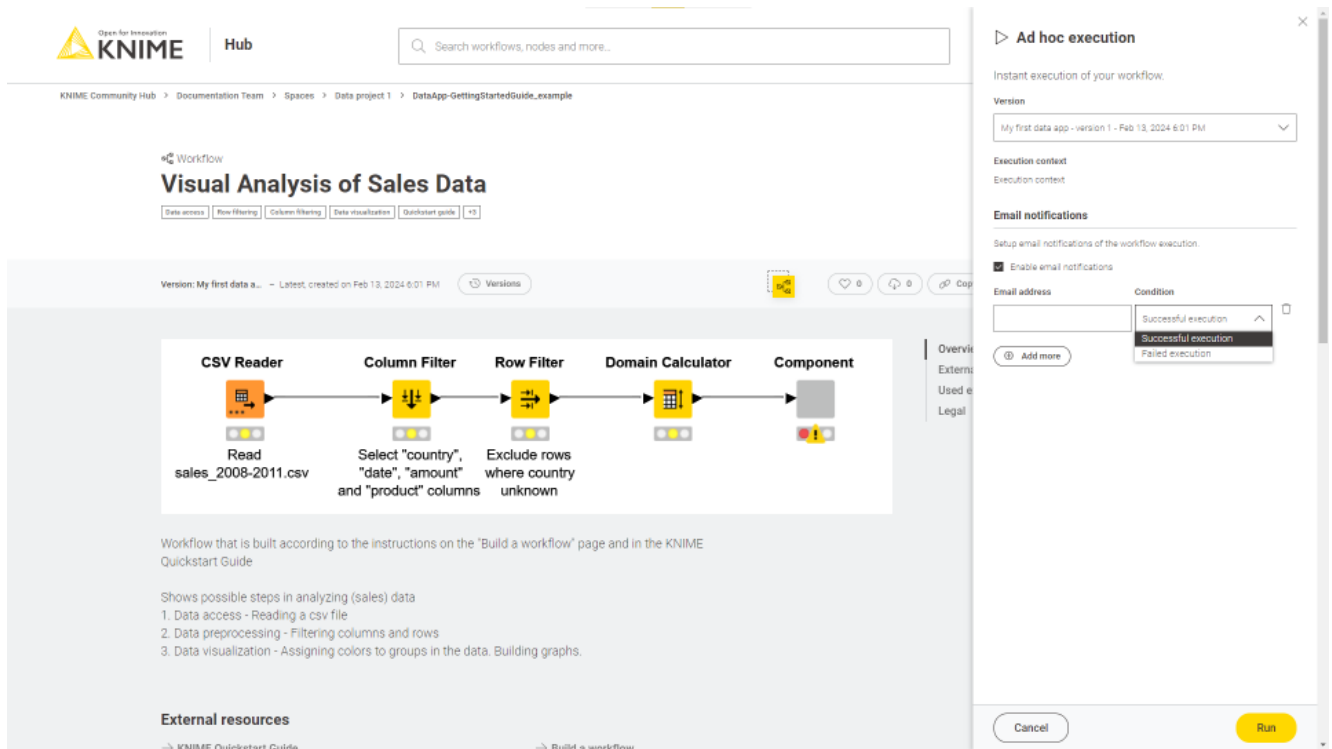 Open for Innovation
KNIME
Hub
Search workflows, nodes and more...
KNIME Community Hub > Documentation Team > Spaces > Data project 1 > DataApp-GettingStartedGuide_example
Workflow
Visual Analysis of Sales Data
Data access Row filtering Column filtering Data visualization Quickstart guide +3
Version: My first data a... – Latest, created on Feb 13, 2024 6:01 PM Versions 0 0 Cop
CSV Reader Column Filter Row Filter Domain Calculator Component
Read
sales_2008-2011.csv
Select "country",
"date", "amount"
and "product" columns
Exclude rows
where country
unknown
Overvie
Externa
Used e
Legal
Workflow that is built according to the instructions on the "Build a workflow" page and in the KNIME
Quickstart Guide
Shows possible steps in analyzing (sales) data
1. Data access - Reading a csv file
2. Data preprocessing - Filtering columns and rows
3. Data visualization - Assigning colors to groups in the data. Building graphs.
External resources
KNIME Quickstart Guide Build a workflow
Ad hoc execution
Instant execution of your workflow.
Version
My first data app - version 1 - Feb 13, 2024 6:01 PM
Execution context
Execution context
Email notifications
Setup email notifications of the workflow execution.
Enable email notifications
Email address Condition
Successful execution
Successful execution
Failed execution
Add more
Cancel Run